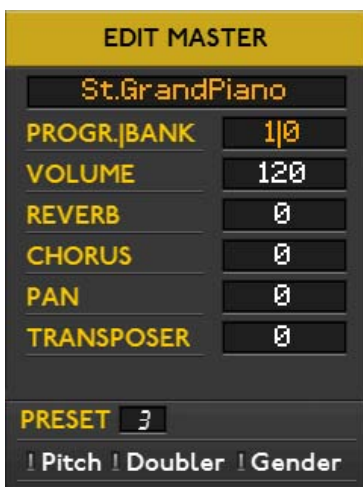 EDIT MASTER
St.GrandPiano
PROGR.|BANK 1|0
VOLUME 120
REVERB 0
CHORUS 0
PAN 0
TRANSPOSER 0
PRESET 3
Pitch Doubler Gender